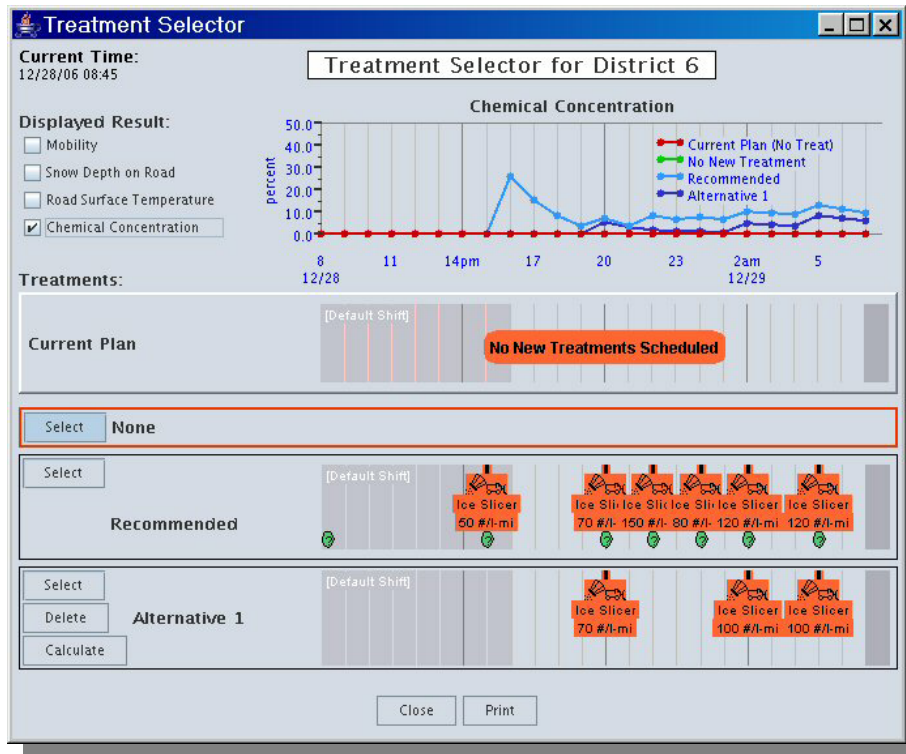 Treatment Selector
Current Time:
12/28/06 08:45
Treatment Selector for District 6
Displayed Result:
Mobility
Snow Depth on Road
Road Surface Temperature
Chemical Concentration
Chemical Concentration
percent
50.0
40.0
30.0
20.0
10.0
0.0
Current Plan (No Treat)
No New Treatment
Recommended
Alternative 1
8 11 14pm 17 20 23 2am 5
12/28 12/29
Treatments:
Current Plan
[Default Shift]
No New Treatments Scheduled
Select None
Select
Recommended
[Default Shift]
Ice Slicer Ice Sli Ice Slic Ice Sli Ice Slicer Ice Slicer
50 #/l-mi 70 #/l- 150 #/l- 80 #/l- 120 #/l-mi 120 #/l-mi
? ? ? ? ? ? ?
Select
Delete
Calculate
Alternative 1
[Default Shift]
Ice Slicer Ice Slicer Ice Slicer
70 #/l-mi 100 #/l-mi 100 #/l-mi
Close Print